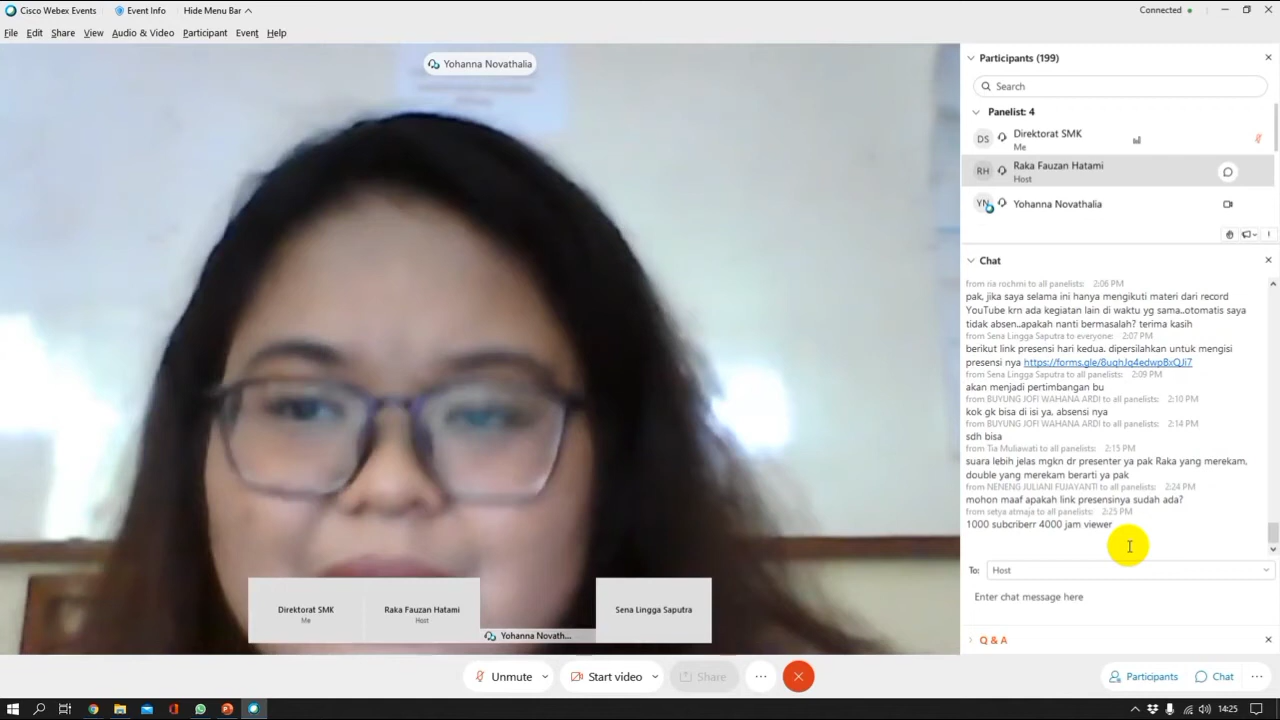 Cisco Webex Events Event Info Hide Menu Bar Connected
File Edit Share View Audio & Video Participant Event Help
Yohanna Novathalia
Direktorat SMK
Me
Raka Fauzan Hatami
Host
Yohanna Novath...
Sena Lingga Saputra
Unmute
Start video
Share
Participants (199)
Search
Panelist: 4
DS Direktorat SMK
Me
RH Raka Fauzan Hatami
Host
YN Yohanna Novathalia
Chat
from ria rochmi to all panelists: 2:06 PM
pak, jika saya selama ini hanya mengikuti materi dari record
YouTube krn ada kegiatan lain di waktu yg sama..otomatis saya
tidak absen..apakah nanti bermasalah? terima kasih
from Sena Lingga Saputra to everyone: 2:07 PM
berikut link presensi hari kedua. dipersilahkan untuk mengisi
presensi nya https://forms.gle/8uqhJq4edwpBxQJi7
from Sena Lingga Saputra to all panelists: 2:09 PM
akan menjadi pertimbangan bu
from BUYUNG JOFI WAHANA ARDI to all panelists: 2:10 PM
kok gk bisa di isi ya, absensi nya
from BUYUNG JOFI WAHANA ARDI to all panelists: 2:14 PM
sdh bisa
from Tia Muliawati to all panelists: 2:15 PM
suara lebih jelas mgkn dr presenter ya pak Raka yang merekam,
double yang merekam berarti ya pak
from NENENG JULIANI FUJAYANTI to all panelists: 2:24 PM
mohon maaf apakah link presensinya sudah ada?
from setya atmaja to all panelists: 2:25 PM
1000 subcriberr 4000 jam viewer
To: Host
Enter chat message here
Q & A
Participants Chat
14:25